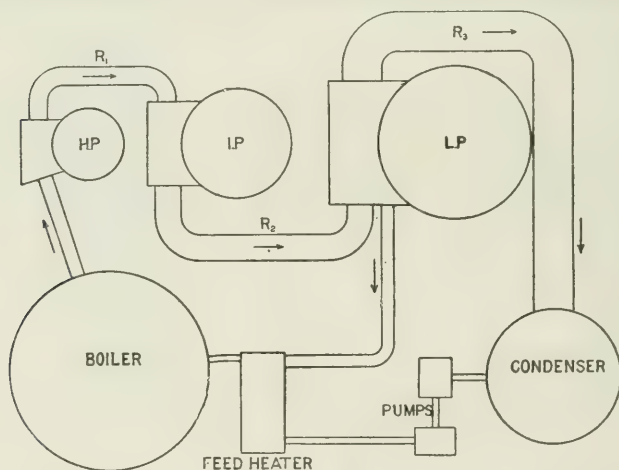 R₁
R₃
H.P
I.P
L.P
R₂
BOILER
CONDENSER
PUMPS
FEED HEATER